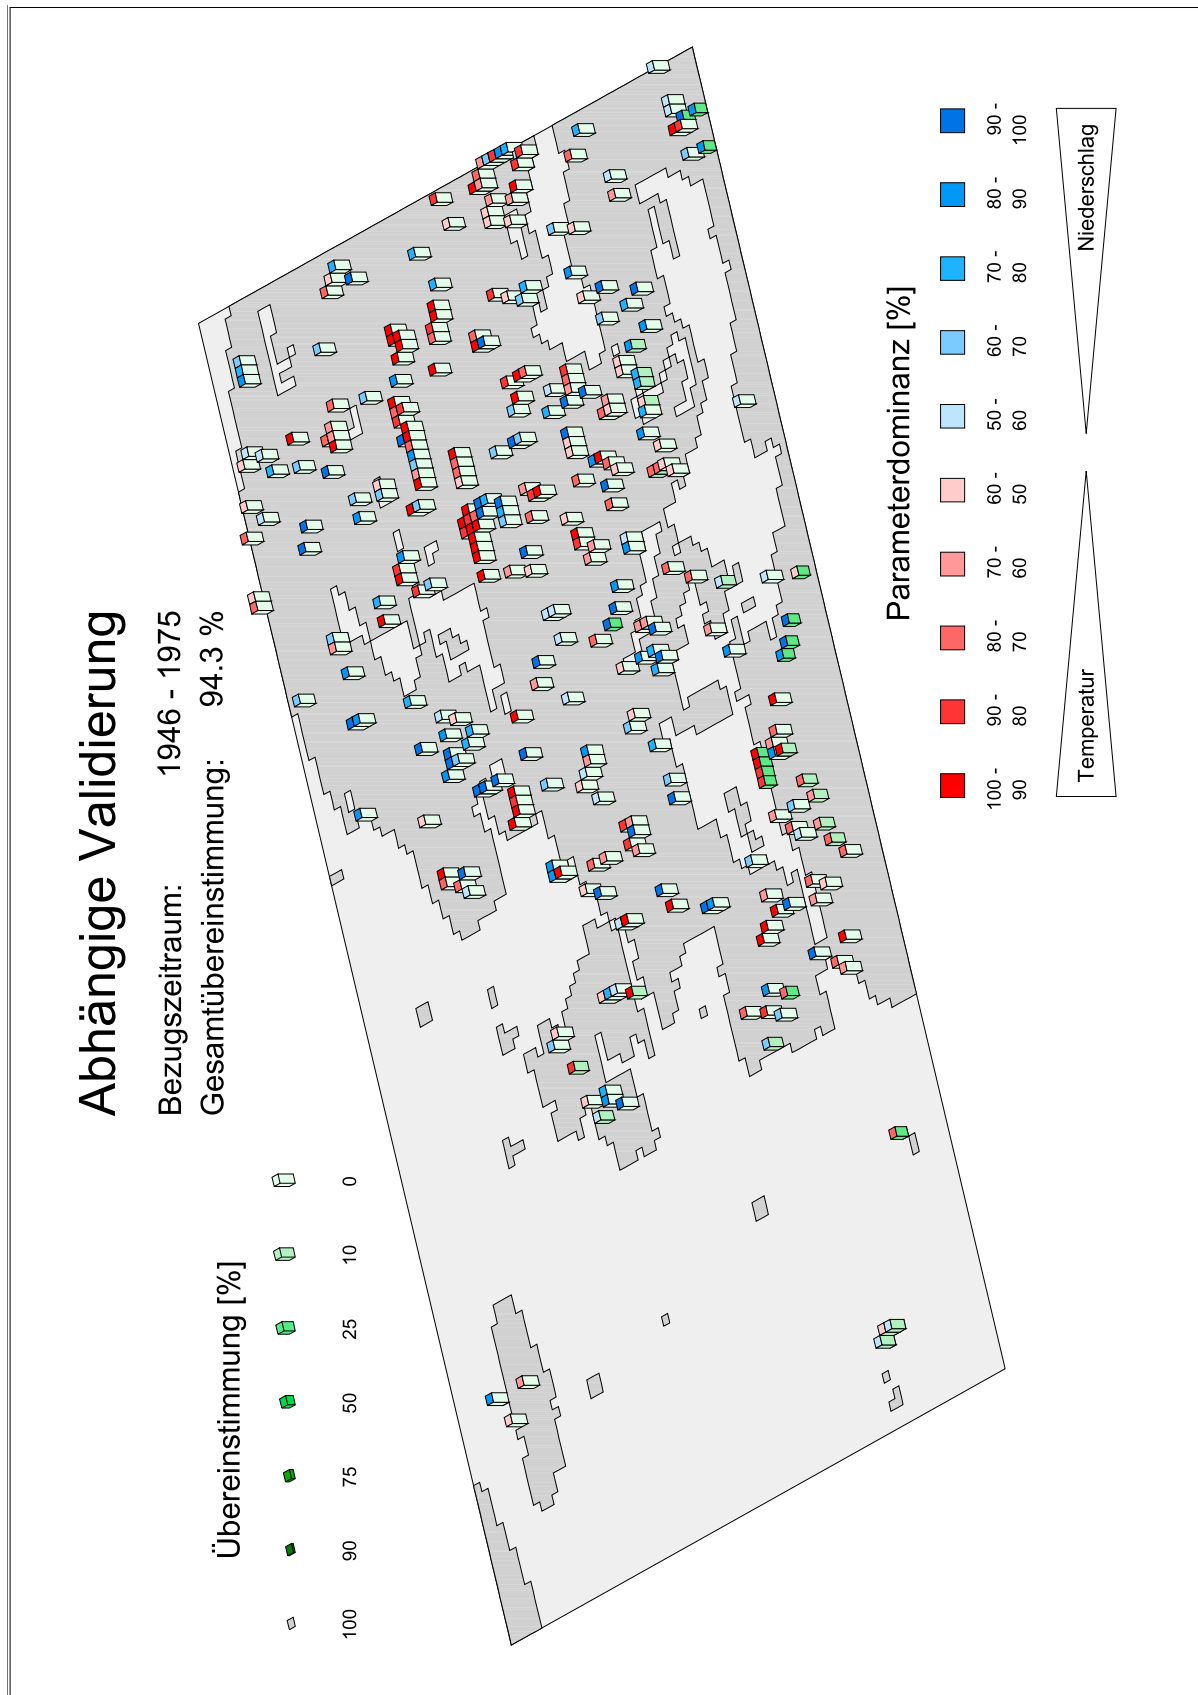 Abhängige Validierung
Bezugszeitraum: 1946 - 1975
Gesamtübereinstimmung: 94.3 %
Übereinstimmung [%]
100 90 75 50 25 10 0
Parameterdominanz [%]
100 - 90 - 80 - 70 - 60 - 50 - 60 - 70 - 80 - 90 -
90 80 70 60 50 60 70 80 90 100
Temperatur Niederschlag